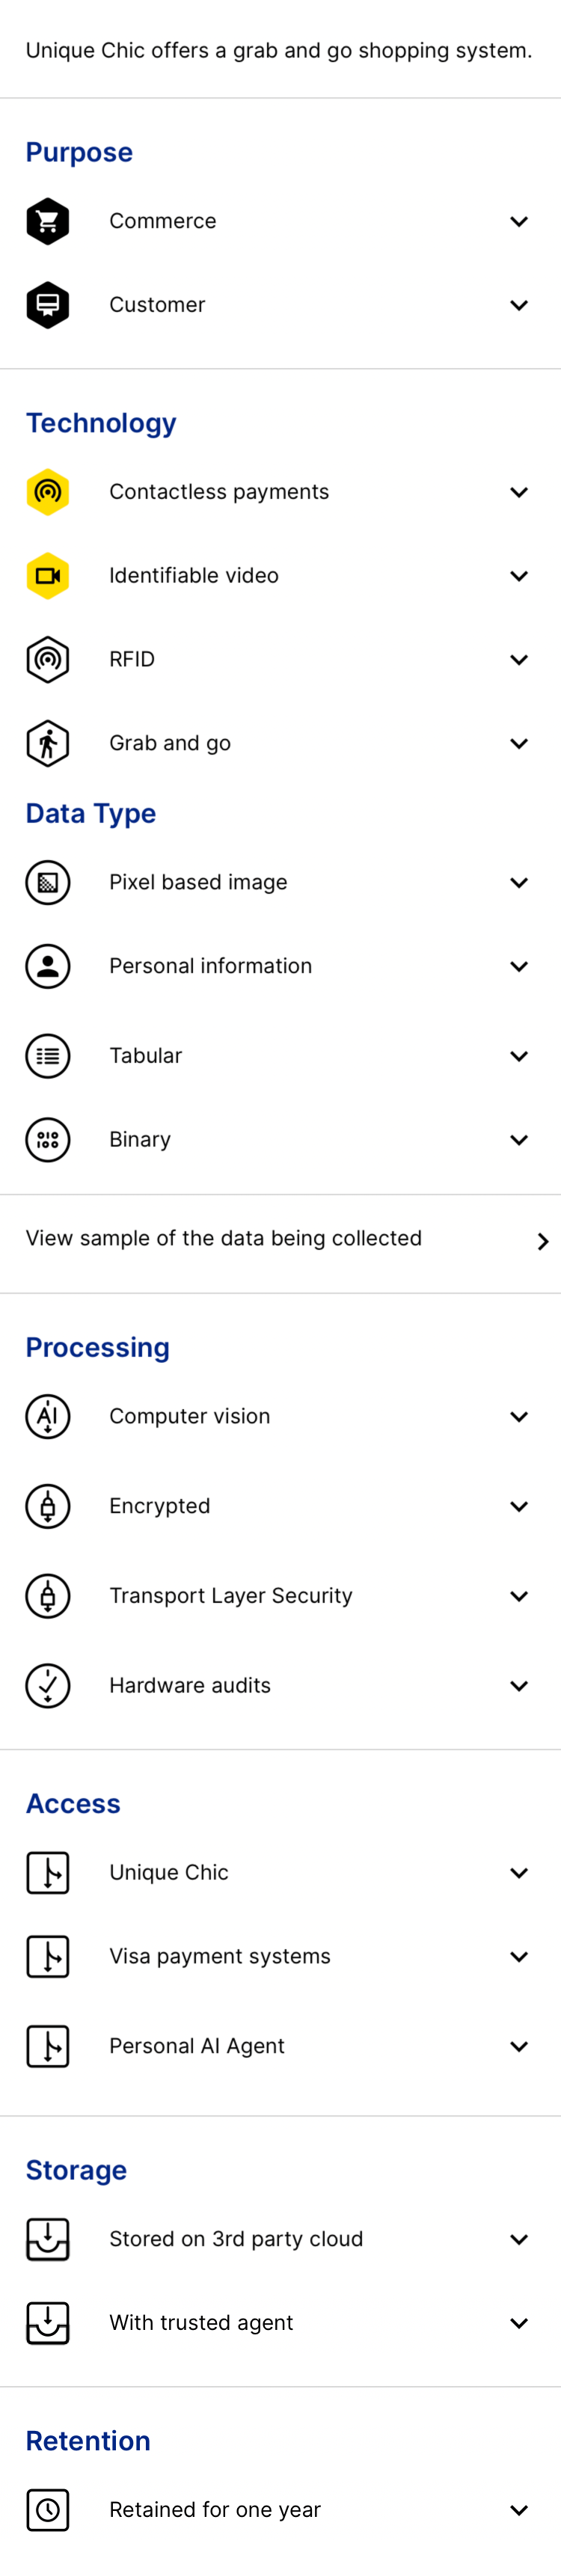 Unique Chic offers a grab and go shopping system.
Purpose
Commerce
Customer
Technology
Contactless payments
Identifiable video
RFID
Grab and go
Data Type
Pixel based image
Personal information
Tabular
Binary
View sample of the data being collected
Processing
AI Computer vision
Encrypted
Transport Layer Security
Hardware audits
Access
Unique Chic
Visa payment systems
Personal AI Agent
Storage
Stored on 3rd party cloud
With trusted agent
Retention
Retained for one year